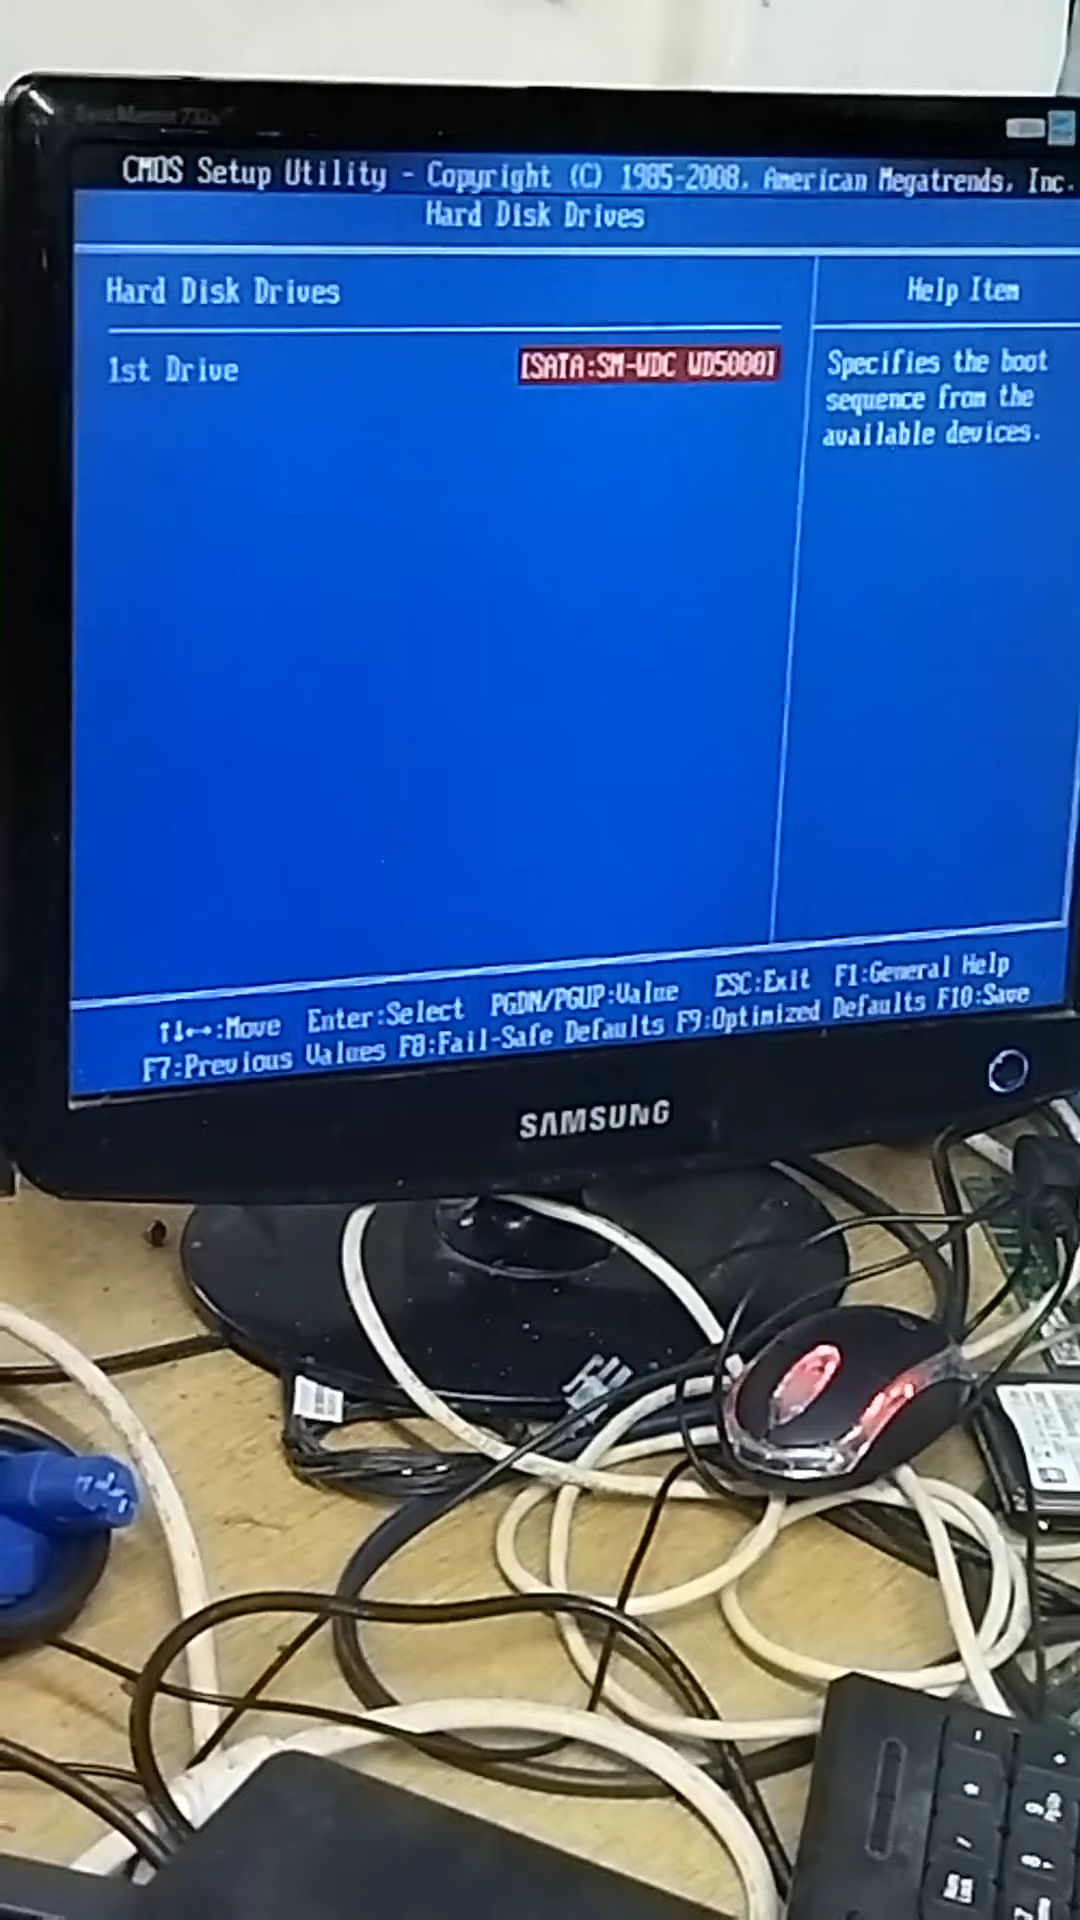 CMOS Setup Utility - Copyright (C) 1985-2008, American Megatrends, Inc.
Hard Disk Drives
Hard Disk Drives
Help Item
1st Drive
[SATA:SM-WDC WD5000]
Specifies the boot
sequence from the
available devices.
↑↓←→:Move Enter:Select PGDN/PGUP:Value ESC:Exit F1:General Help
F7:Previous Values F8:Fail-Safe Defaults F9:Optimized Defaults F10:Save
SAMSUNG